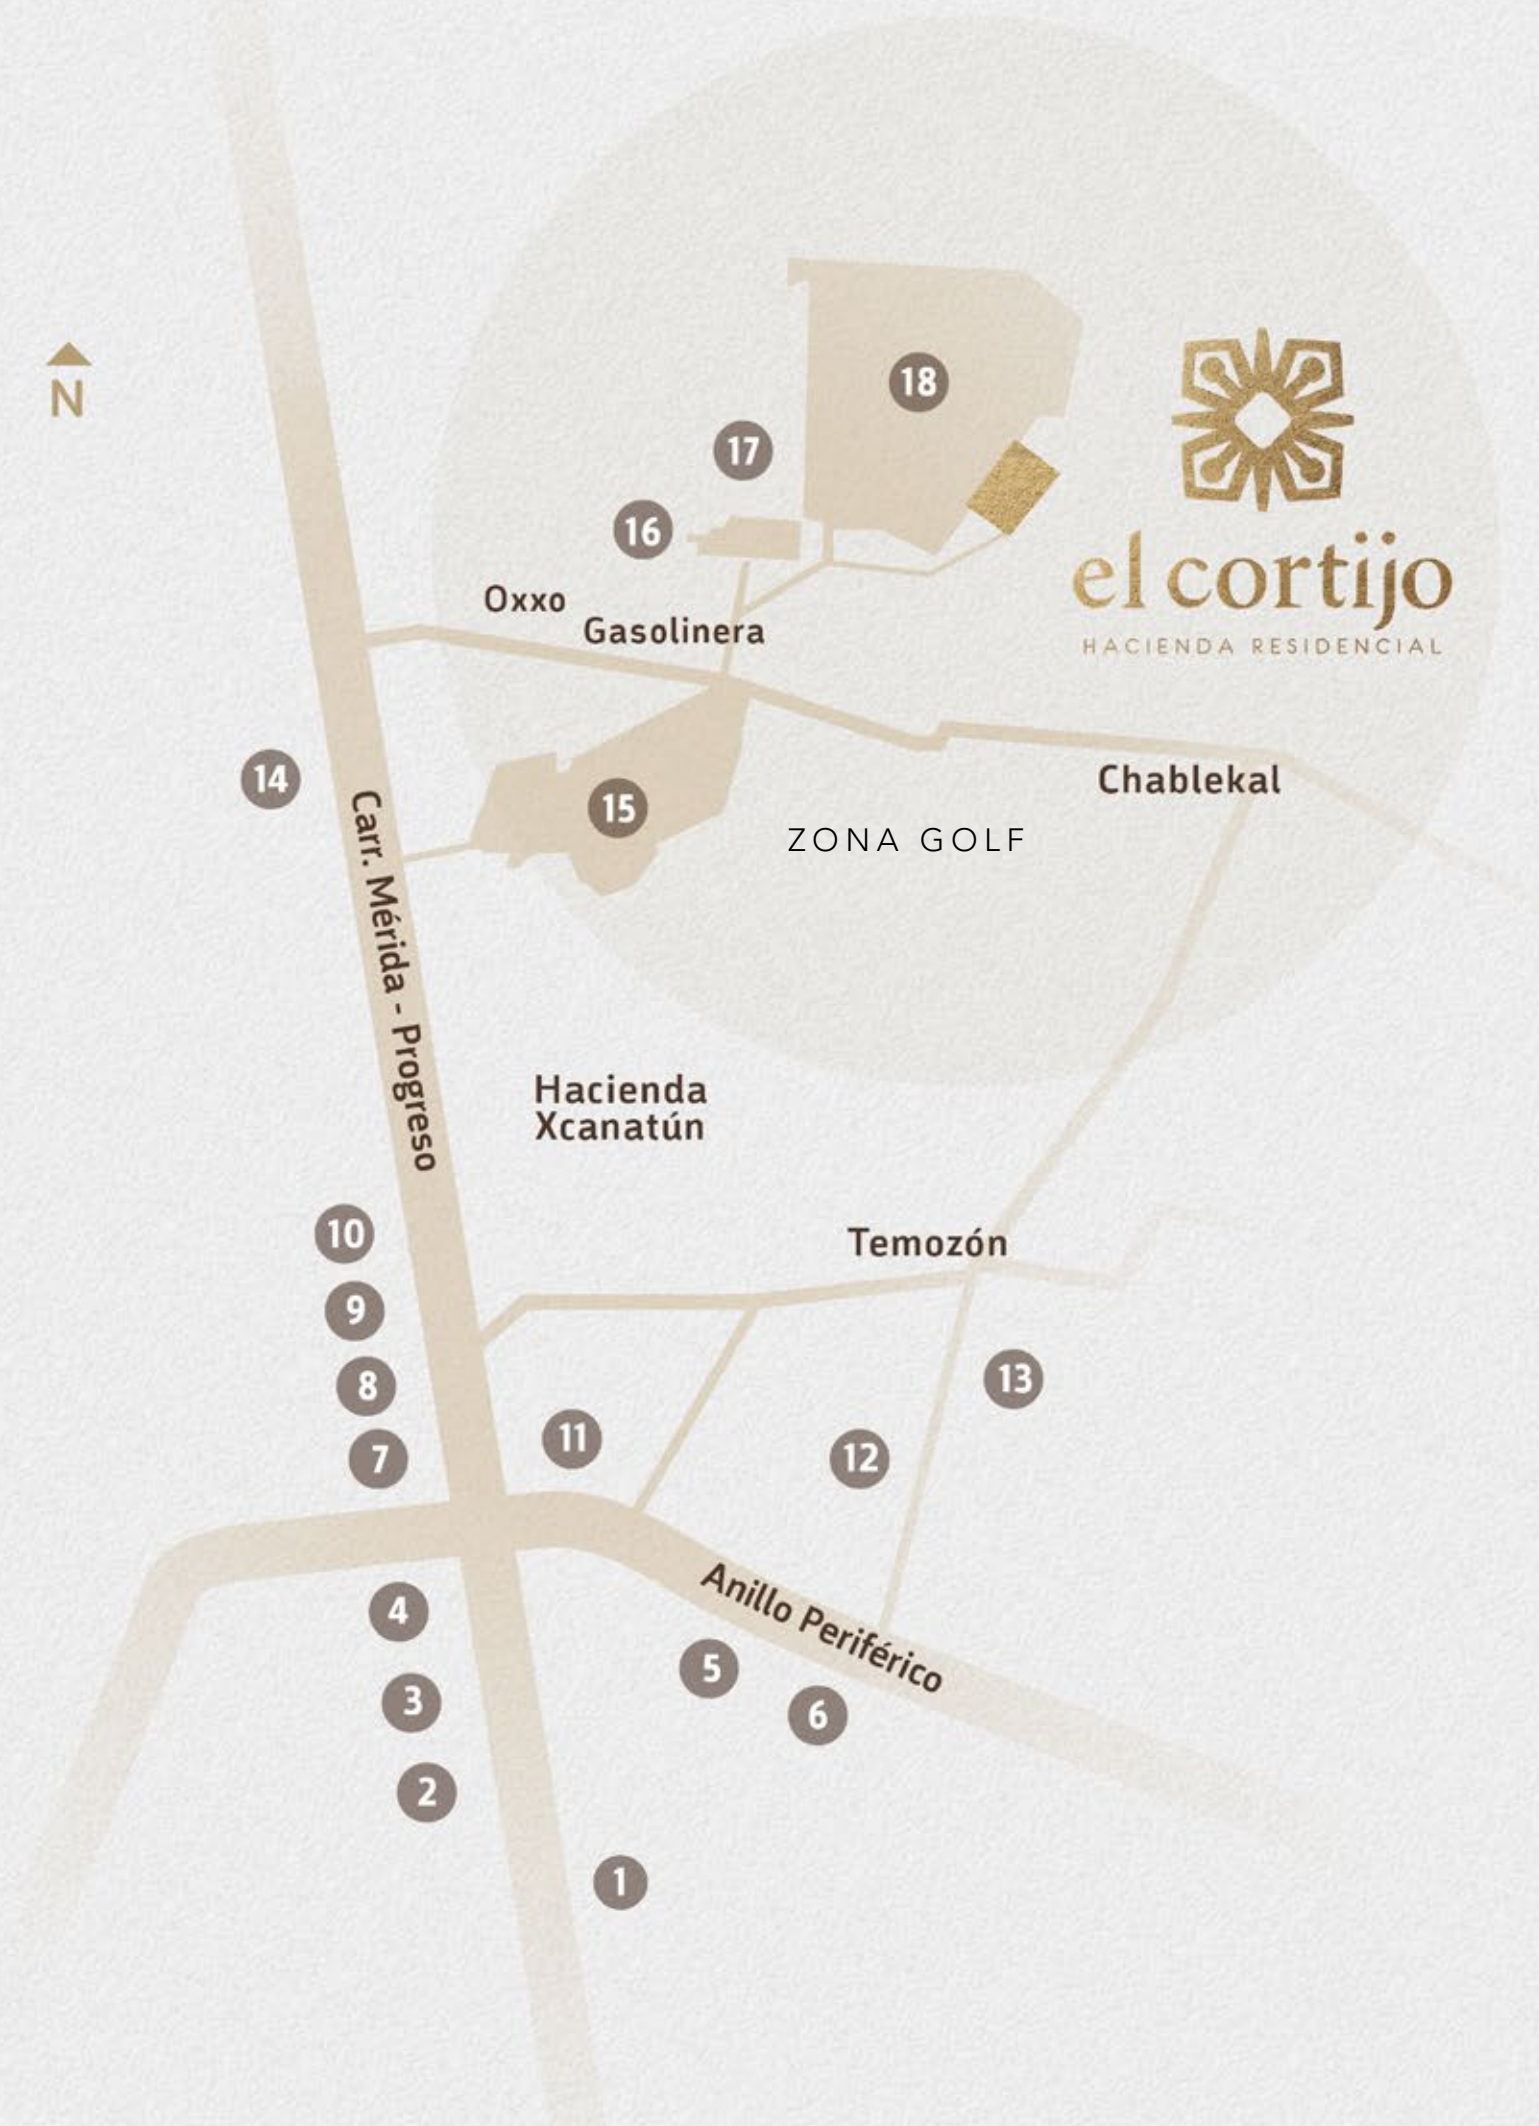 18
17
16
N
el cortijo
HACIENDA RESIDENCIAL
Oxxo
Gasolinera
14
15
Chablekal
ZONA GOLF
Carr. Mérida - Progreso
Hacienda
Xcanatún
10
Temozón
9
8
13
7
11
12
Anillo Periférico
4
5
3
6
2
1